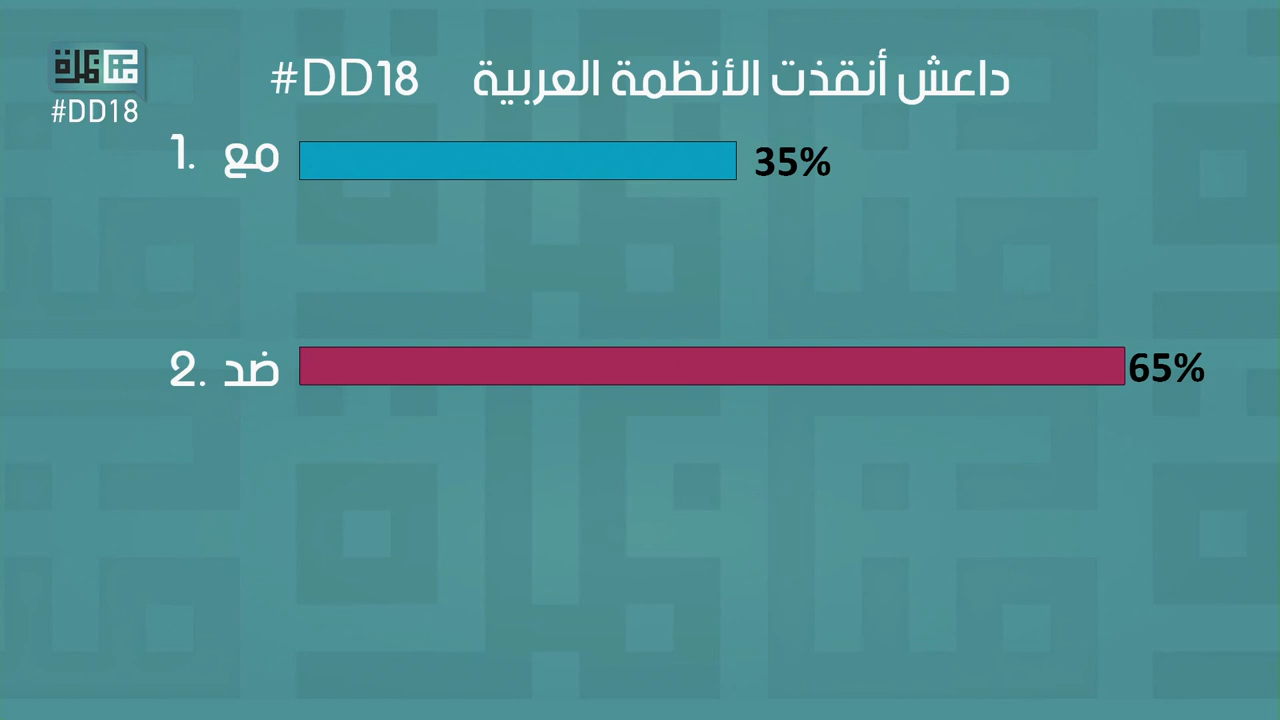 مناظرة
#DD18
داعش أنقذت الأنظمة العربية #DD18
1. مع 35%
2. ضد 65%